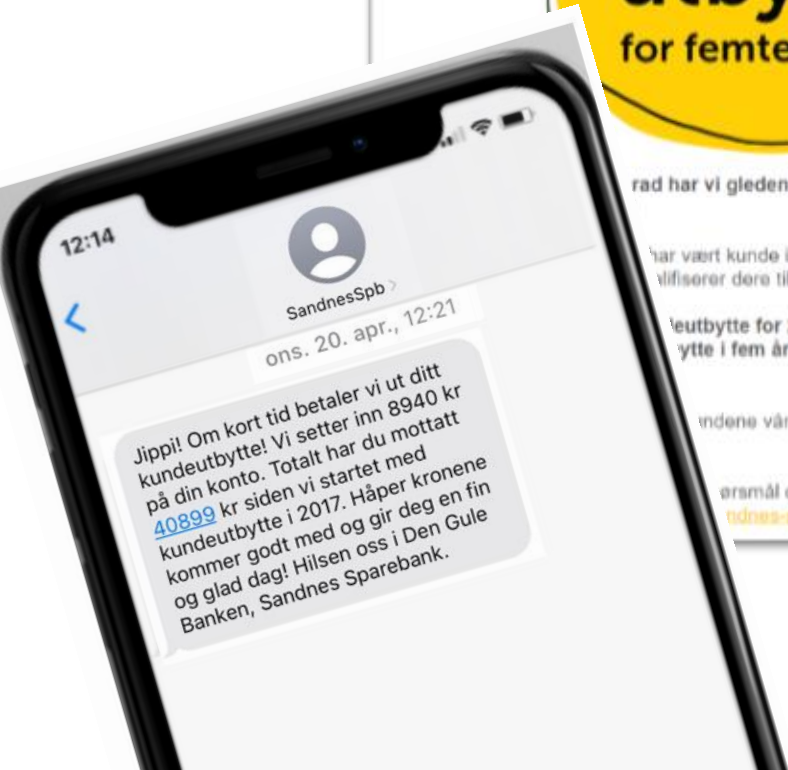 for femte
12:14
SandnesSpb
ons. 20. apr., 12:21
Jippi! Om kort tid betaler vi ut ditt
kundeutbytte! Vi setter inn 8940 kr
på din konto. Totalt har du mottatt
40899 kr siden vi startet med
kundeutbytte i 2017. Håper kronene
kommer godt med og gir deg en fin
og glad dag! Hilsen oss i Den Gule
Banken, Sandnes Sparebank.
rad har vi gleden
har vært kunde i
alifiserer dere til
deutbytte for
ytte i fem år
undene vår
ørsmål